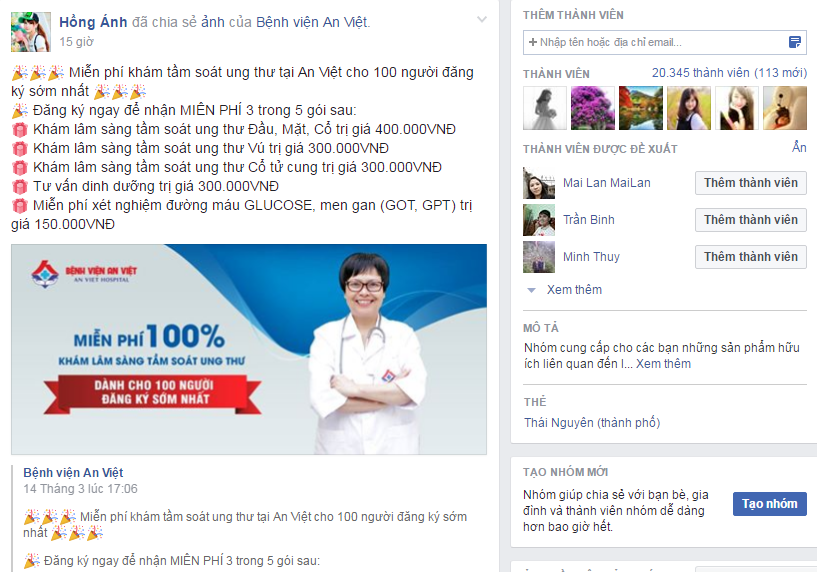 Hồng Ánh đã chia sẻ ảnh của Bệnh viện An Việt.
15 giờ
Miễn phí khám tầm soát ung thư tại An Việt cho 100 người đăng
ký sớm nhất
Đăng ký ngay để nhận MIỄN PHÍ 3 trong 5 gói sau:
Khám lâm sàng tầm soát ung thư Đầu, Mặt, Cổ trị giá 400.000VNĐ
Khám lâm sàng tầm soát ung thư Vú trị giá 300.000VNĐ
Khám lâm sàng tầm soát ung thư Cổ tử cung trị giá 300.000VNĐ
Tư vấn dinh dưỡng trị giá 300.000VNĐ
Miễn phí xét nghiệm đường máu GLUCOSE, men gan (GOT, GPT) trị
giá 150.000VNĐ
BỆNH VIỆN AN VIỆT
AN VIET HOSPITAL
MIỄN PHÍ 100%
KHÁM LÂM SÀNG TẦM SOÁT UNG THƯ
DÀNH CHO 100 NGƯỜI
ĐĂNG KÝ SỚM NHẤT
Bệnh viện An Việt
14 Tháng 3 lúc 17:06
Miễn phí khám tầm soát ung thư tại An Việt cho 100 người đăng ký sớm
nhất
Đăng ký ngay để nhận MIỄN PHÍ 3 trong 5 gói sau:
THÊM THÀNH VIÊN
+ Nhập tên hoặc địa chỉ email...
THÀNH VIÊN
20.345 thành viên (113 mới)
THÀNH VIÊN ĐƯỢC ĐỀ XUẤT
Ẩn
Mai Lan MaiLan
Thêm thành viên
Trần Binh
Thêm thành viên
Minh Thuy
Thêm thành viên
Xem thêm
MÔ TẢ
Nhóm cung cấp cho các bạn những sản phẩm hữu
ích liên quan đến l... Xem thêm
THẺ
Thái Nguyên (thành phố)
TẠO NHÓM MỚI
Nhóm giúp chia sẻ với bạn bè, gia
đình và thành viên nhóm dễ dàng
hơn bao giờ hết.
Tạo nhóm